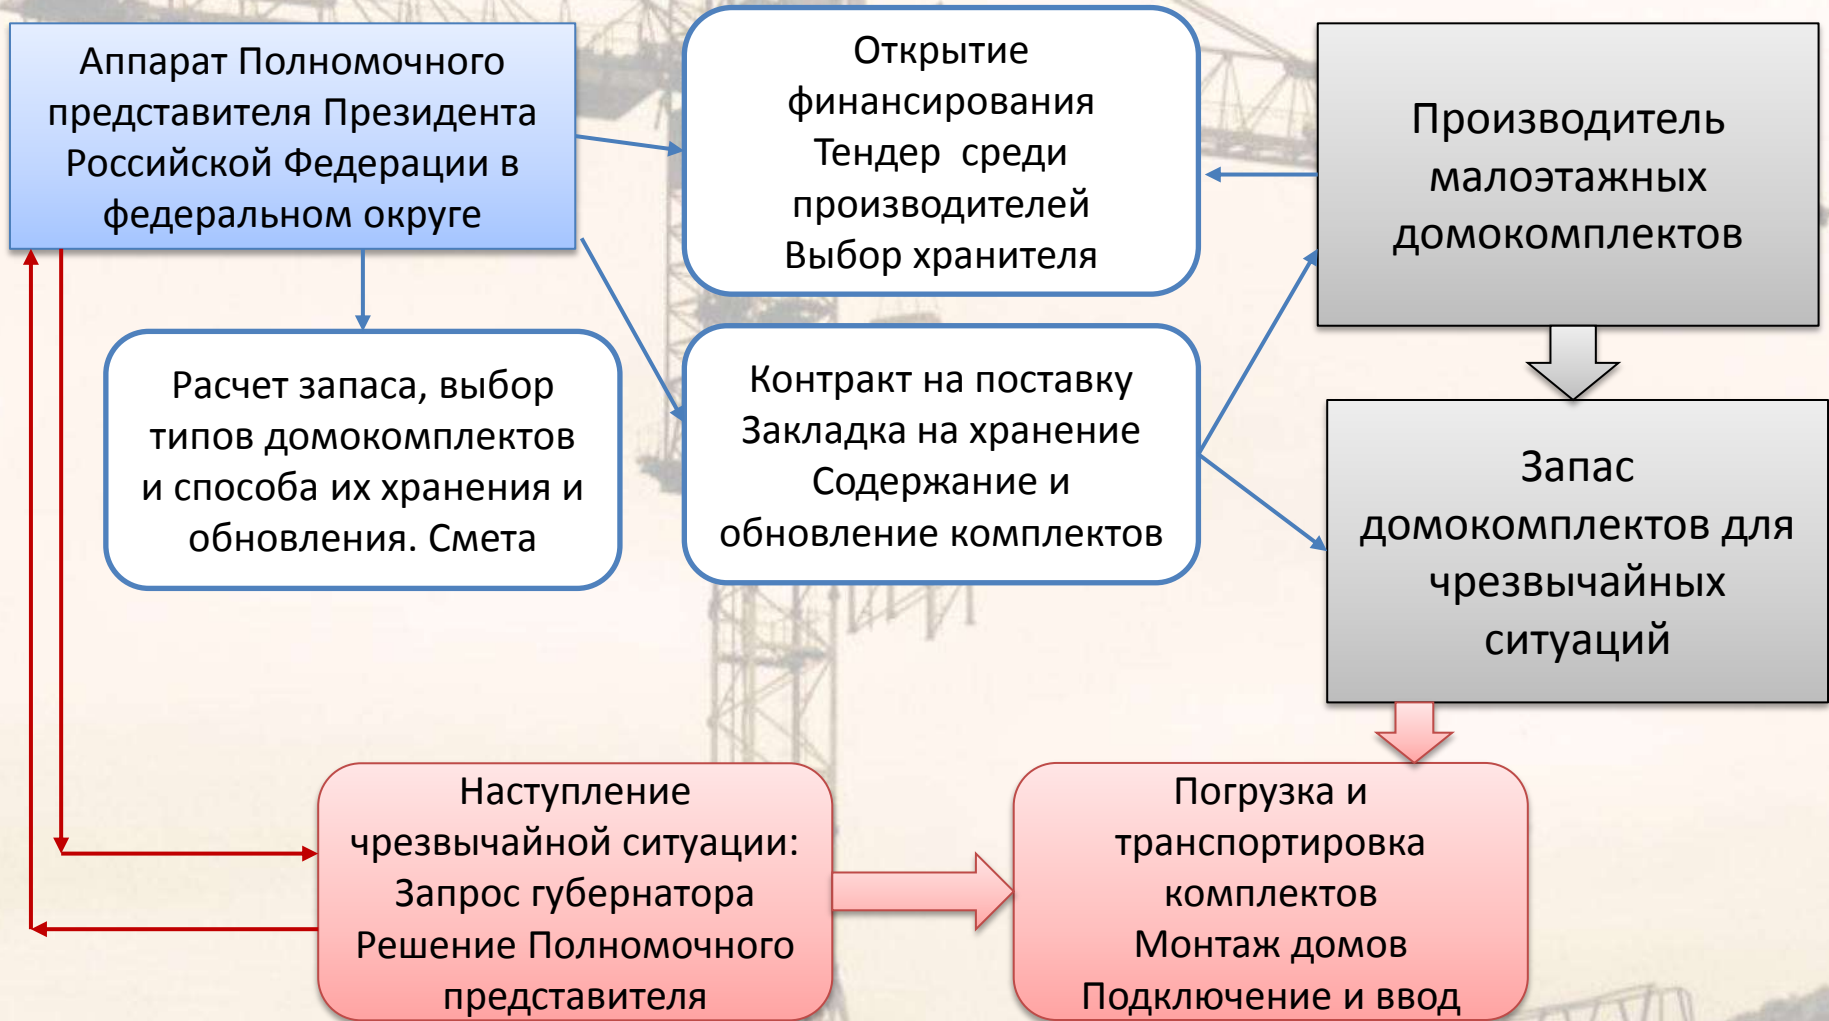 Аппарат Полномочного
представителя Президента
Российской Федерации в
федеральном округе
Открытие
финансирования
Тендер среди
производителей
Выбор хранителя
Производитель
малоэтажных
домокомплектов
Расчет запаса, выбор
типов домокомплектов
и способа их хранения и
обновления. Смета
Контракт на поставку
Закладка на хранение
Содержание и
обновление комплектов
Запас
домокомплектов для
чрезвычайных
ситуаций
Наступление
чрезвычайной ситуации:
Запрос губернатора
Решение Полномочного
представителя
Погрузка и
транспортировка
комплектов
Монтаж домов
Подключение и ввод